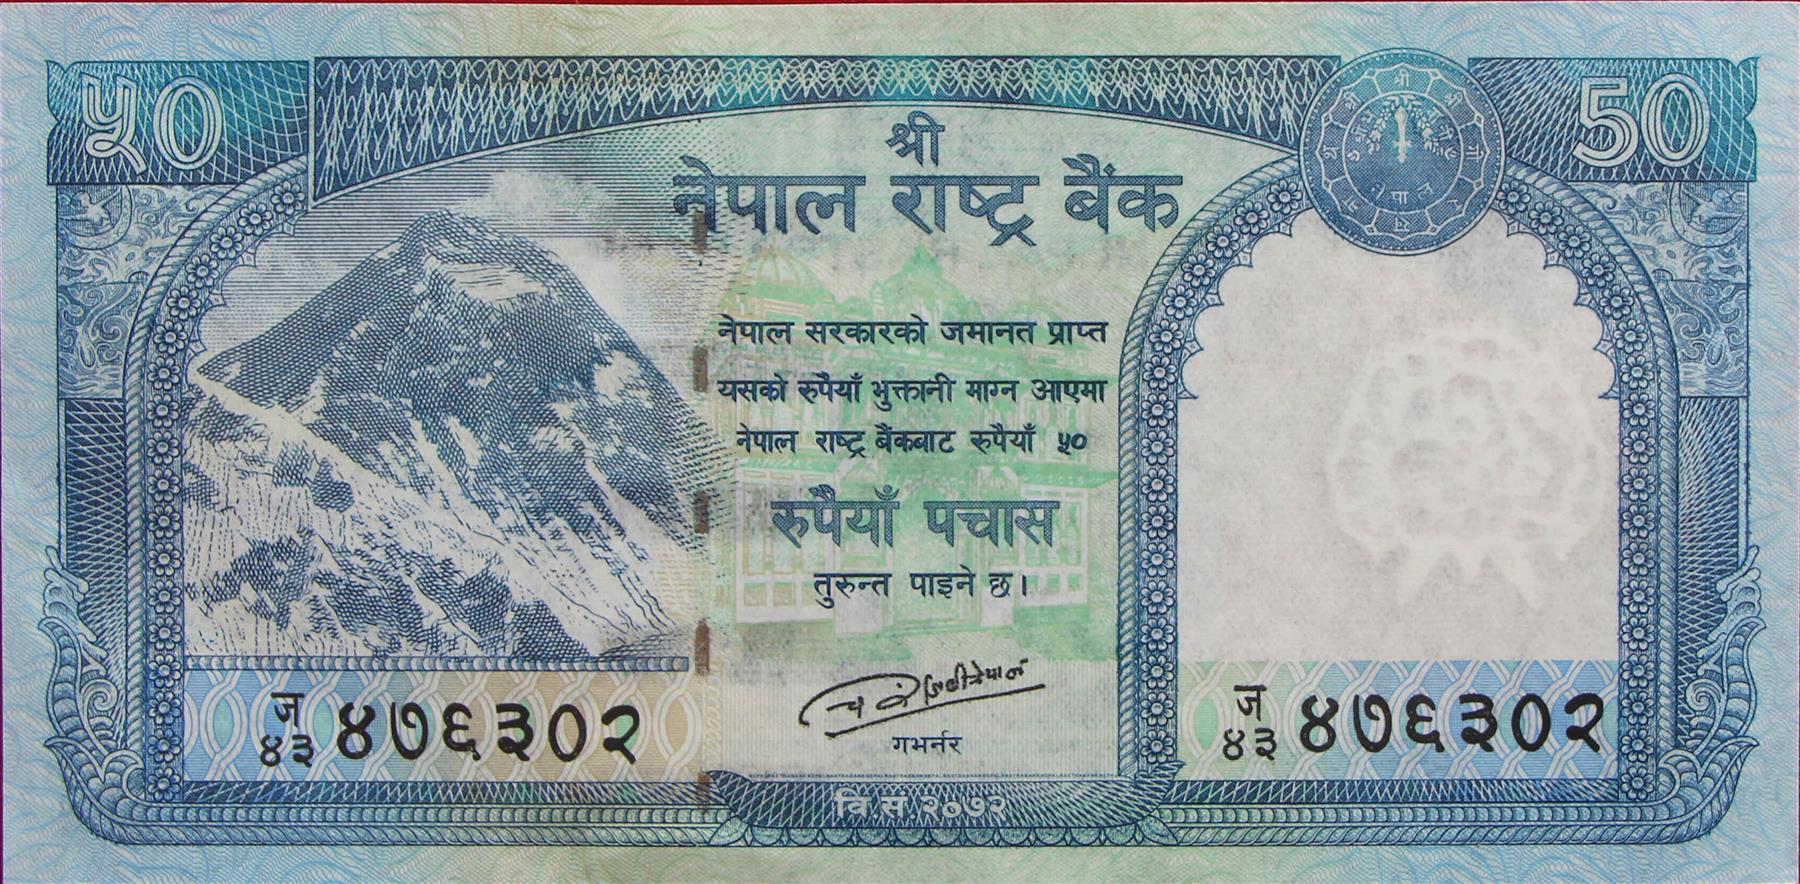 ५०
श्री
50
नेपाल राष्ट्र बैंक
नेपाल सरकारको जमानत प्राप्त
यसको रुपैयाँ भुक्तानी माग्न आएमा
नेपाल राष्ट्र बैंकबाट रुपैयाँ ५०
रुपैयाँ पचास
तुरुन्त पाइने छ।
गभर्नर
ज ४३ ४७६३०२
ज ४३ ४७६३०२
वि.सं.२०७२